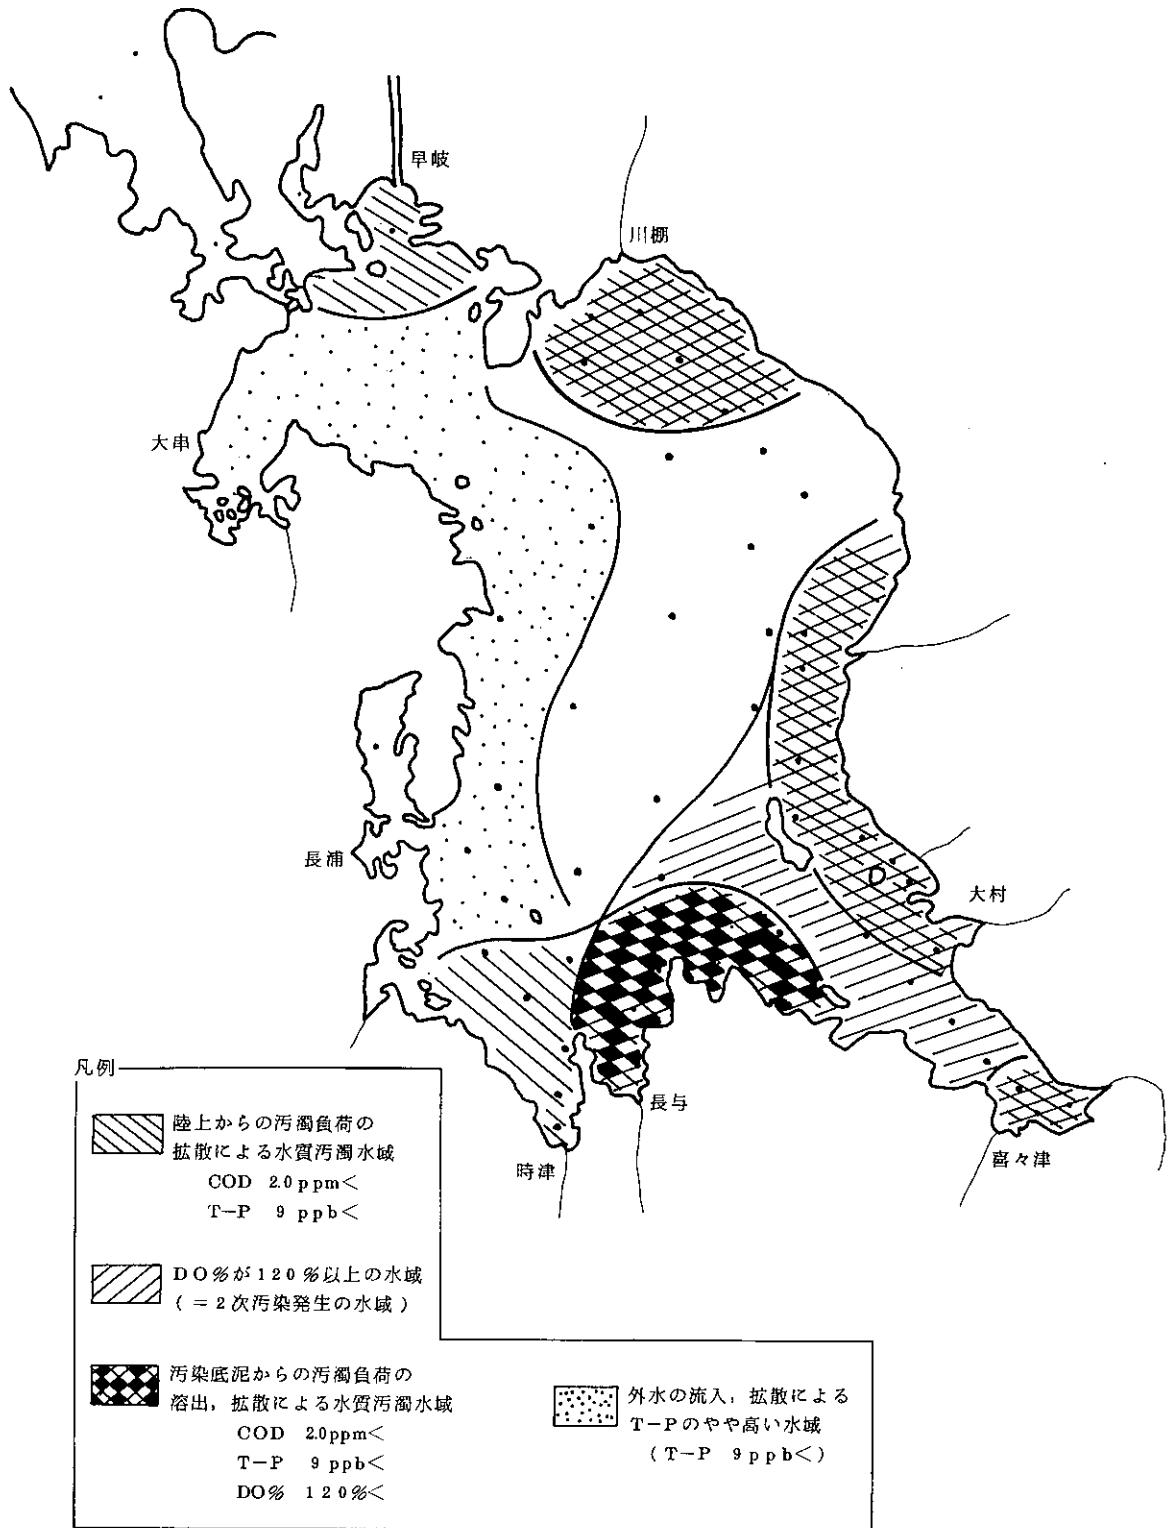 早岐
川棚
大串
長浦
大村
長与
時津
喜々津
凡例
陸上からの汚濁負荷の
拡散による水質汚濁水域
COD 2.0ppm<
T-P 9ppb<
DO%が120%以上の水域
(=2次汚染発生の水域)
汚染底泥からの汚濁負荷の
溶出,拡散による水質汚濁水域
COD 2.0ppm<
T-P 9ppb<
DO% 120%<
外水の流入,拡散による
T-Pのやや高い水域
(T-P 9ppb<)